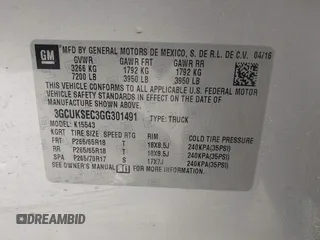 GM
MFD BY GENERAL MOTORS DE MEXICO, S. DE R.L. DE C.V. 04/16
GVWR GAWR FRT GAWR RR
3266 KG 1792 KG 1792 KG
7200 LB 3950 LB 3950 LB
THIS VEHICLE CONFORMS TO ALL APPLICABLE U.S. FEDERAL MOTOR
VEHICLE SAFETY AND THEFT PREVENTION STANDARDS IN EFFECT ON
THE DATE OF MANUFACTURE SHOWN ABOVE.
3GCUKSEC3GG301491 TYPE: TRUCK
MODEL: K15543
TIRE SIZE SPEED RTG RIM COLD TIRE PRESSURE
FRT P265/65R18 T 18X8.5J 240KPA(35PSI)
RR P265/65R18 T 18X8.5J 240KPA(35PSI)
SPA P265/70R17 S 17X7J 240KPA(35PSI)
SEE OWNER'S MANUAL
DREAMBID